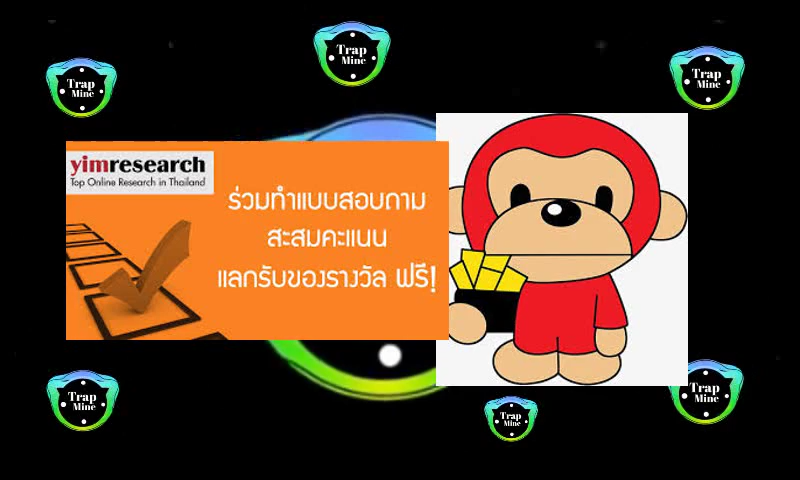 Trap
Mine
Trap
Mine
Trap
Mine
yimresearch
Top Online Research in Thailand
ร่วมทำแบบสอบถาม
สะสมคะแนน
แลกรับของรางวัล ฟรี!
Trap
Mine
Trap
Mine
Trap
Mine